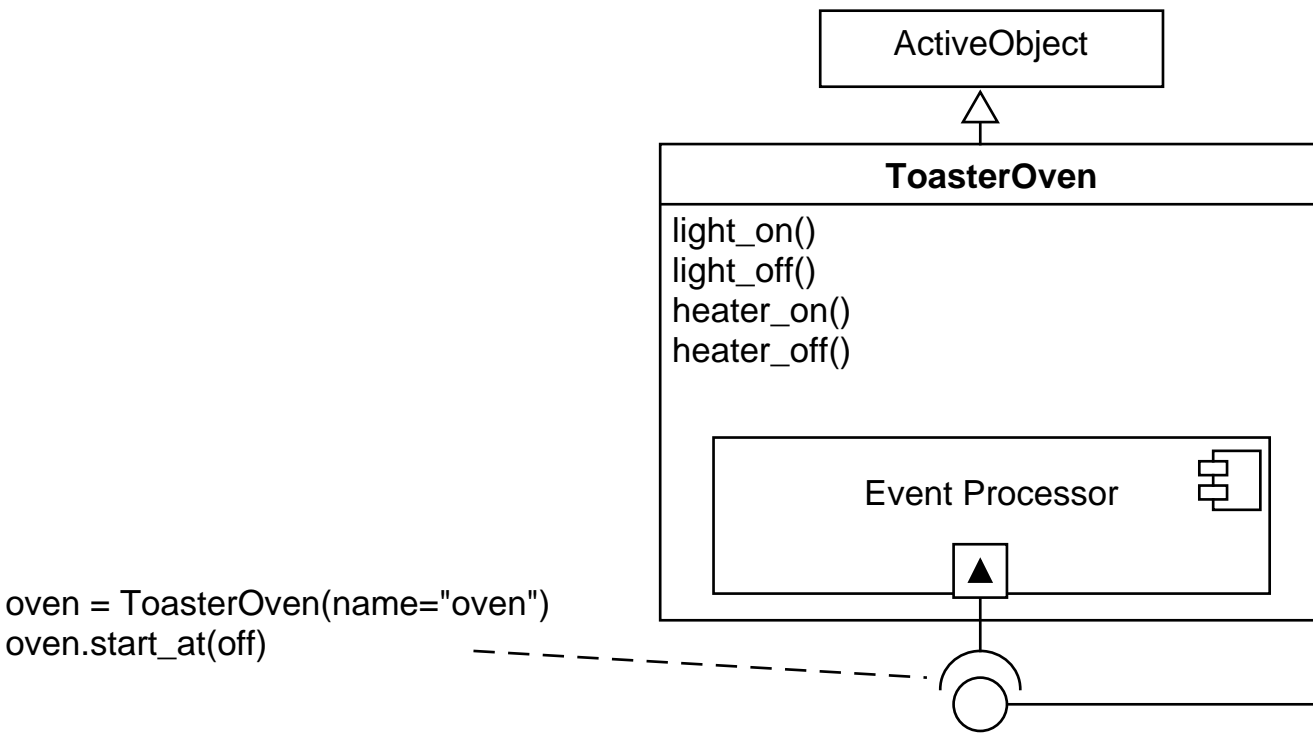 ActiveObject
ToasterOven
light_on()
light_off()
heater_on()
heater_off()
Event Processor
oven = ToasterOven(name="oven")
oven.start_at(off)